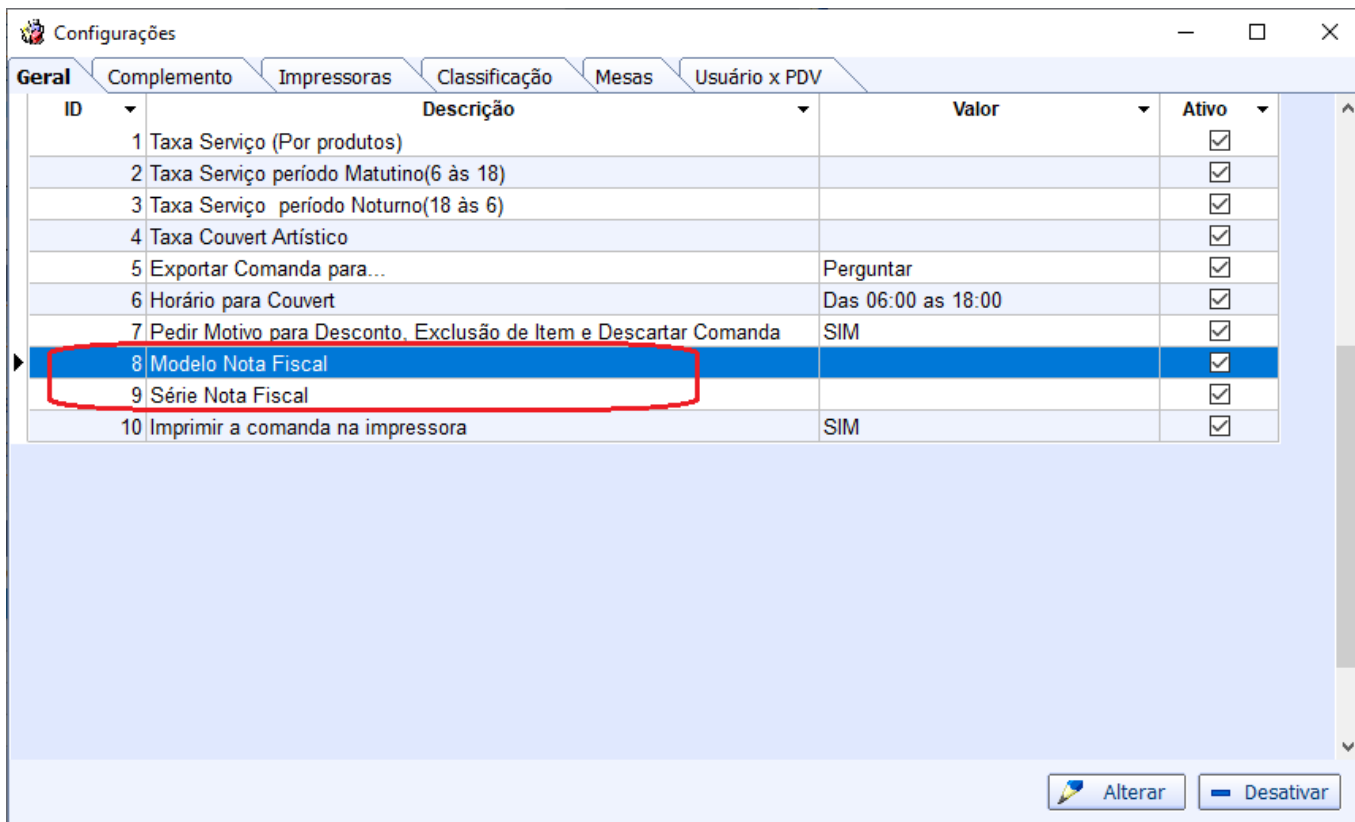 Configurações
Geral Complemento Impressoras Classificação Mesas Usuário x PDV
ID Descrição Valor Ativo
1 Taxa Serviço (Por produtos)
2 Taxa Serviço período Matutino(6 às 18)
3 Taxa Serviço  período Noturno(18 às 6)
4 Taxa Couvert Artístico
5 Exportar Comanda para... Perguntar
6 Horário para Couvert Das 06:00 as 18:00
7 Pedir Motivo para Desconto, Exclusão de Item e Descartar Comanda SIM
8 Modelo Nota Fiscal
9 Série Nota Fiscal
10 Imprimir a comanda na impressora SIM
Alterar Desativar